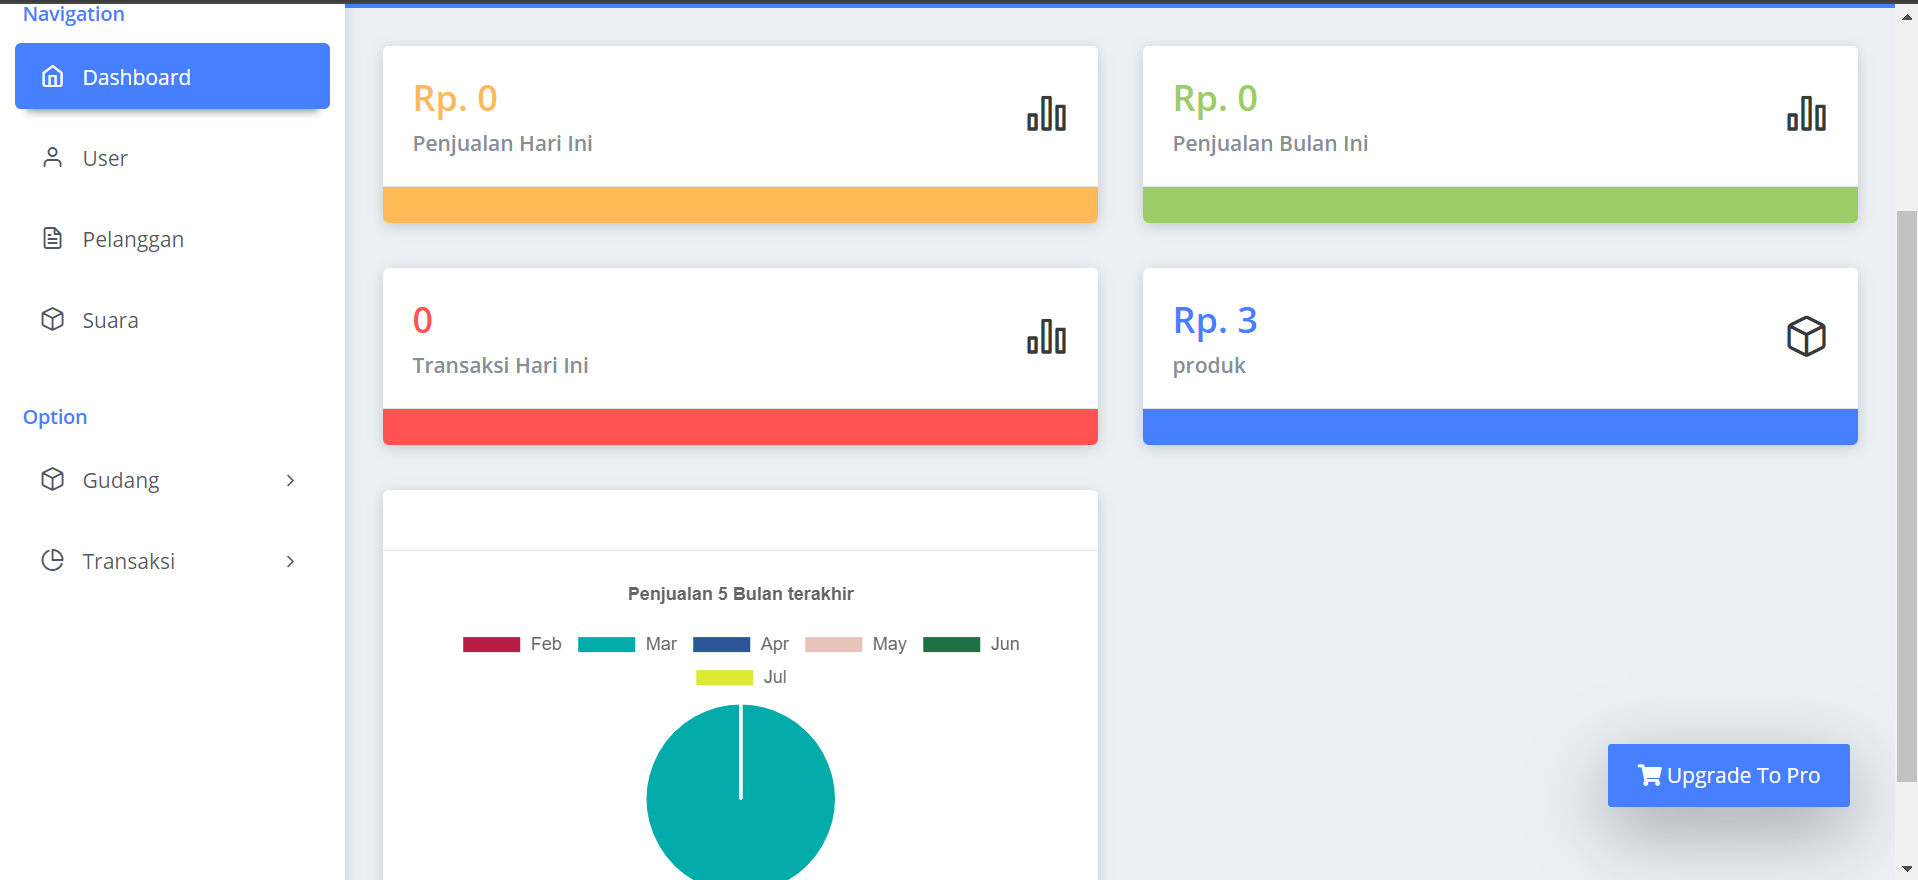 Navigation
Dashboard
User
Pelanggan
Suara
Option
Gudang
Transaksi
Rp. 0
Penjualan Hari Ini
Rp. 0
Penjualan Bulan Ini
0
Transaksi Hari Ini
Rp. 3
produk
Penjualan 5 Bulan terakhir
Feb Mar Apr May Jun
Jul
Upgrade To Pro